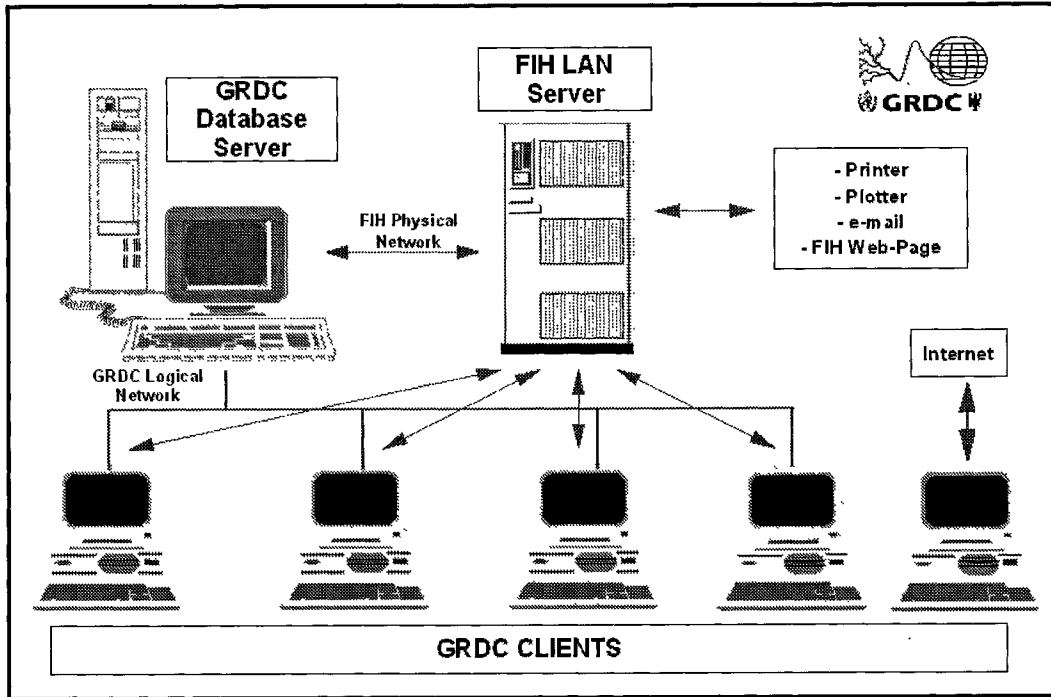 GRDC
Database
Server
FIH LAN
Server
GRDC
- Printer
- Plotter
- e-mail
- FIH Web-Page
FIH Physical
Network
Internet
GRDC Logical
Network
GRDC CLIENTS